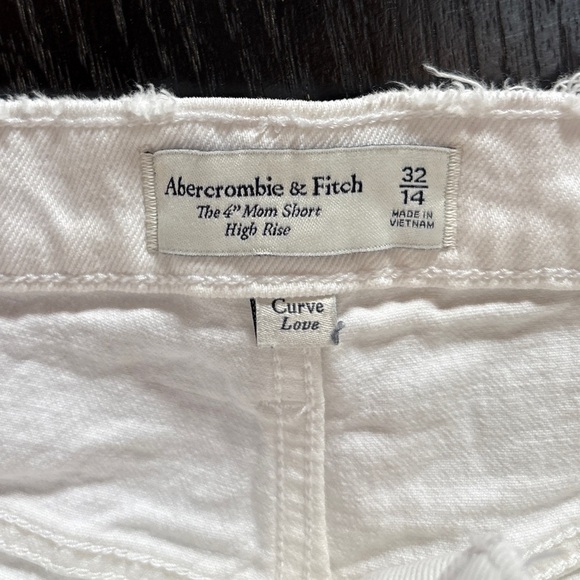 Abercrombie & Fitch
The 4" Mom Short
High Rise
32
14
MADE IN
VIETNAM
Curve
Love